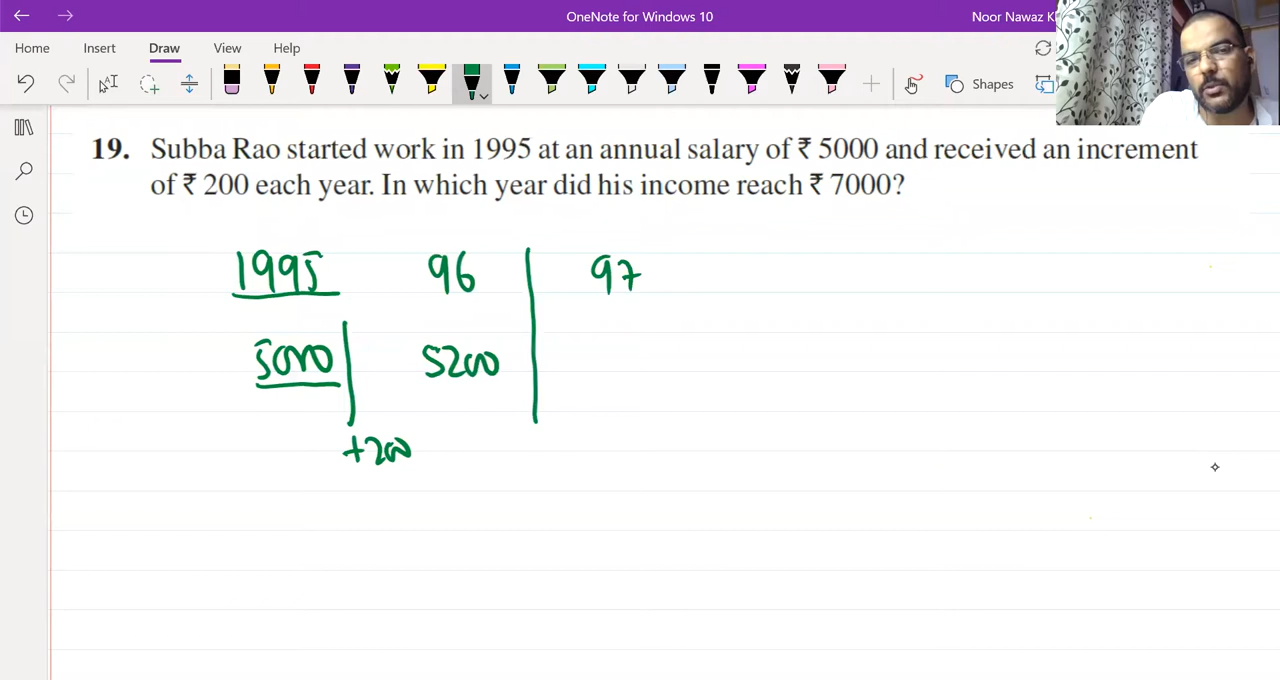 OneNote for Windows 10
Noor Nawaz K
Home Insert Draw View Help
Shapes
19. Subba Rao started work in 1995 at an annual salary of ₹ 5000 and received an increment
of ₹ 200 each year. In which year did his income reach ₹ 7000?
1995 96 97
5000 5200
+200